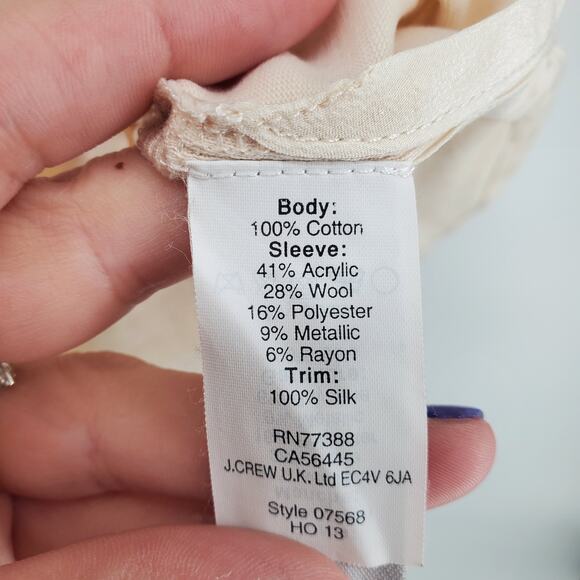 Body:
100% Cotton
Sleeve:
41% Acrylic
28% Wool
16% Polyester
9% Metallic
6% Rayon
Trim:
100% Silk
RN77388
CA56445
J.CREW U.K. Ltd EC4V 6JA
Style 07568
HO 13